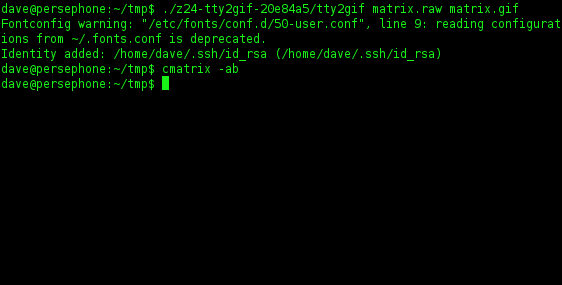 dave@persephone:~/tmp$ ./z24-tty2gif-20e84a5/tty2gif matrix.raw matrix.gif
Fontconfig warning: "/etc/fonts/conf.d/50-user.conf", line 9: reading configurat
ions from ~/.fonts.conf is deprecated.
Identity added: /home/dave/.ssh/id_rsa (/home/dave/.ssh/id_rsa)
dave@persephone:~/tmp$ cmatrix -ab
dave@persephone:~/tmp$